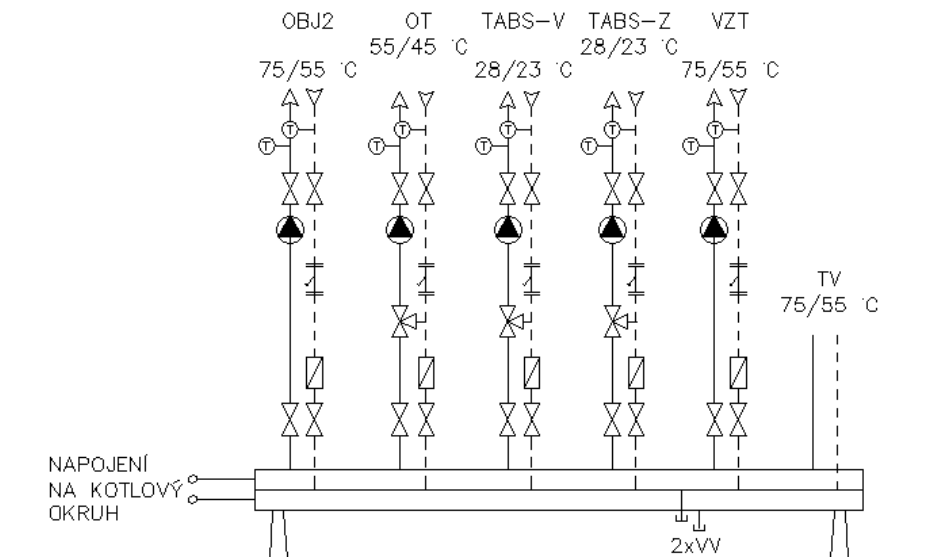 OBJ2
75/55 °C
OT
55/45 °C
TABS-V
28/23 °C
TABS-Z
28/23 °C
VZT
75/55 °C
T
T
T
T
T
T
T
T
T
T
TV
75/55 °C
NAPOJENÍ
NA KOTLOVÝ
OKRUH
2xVV